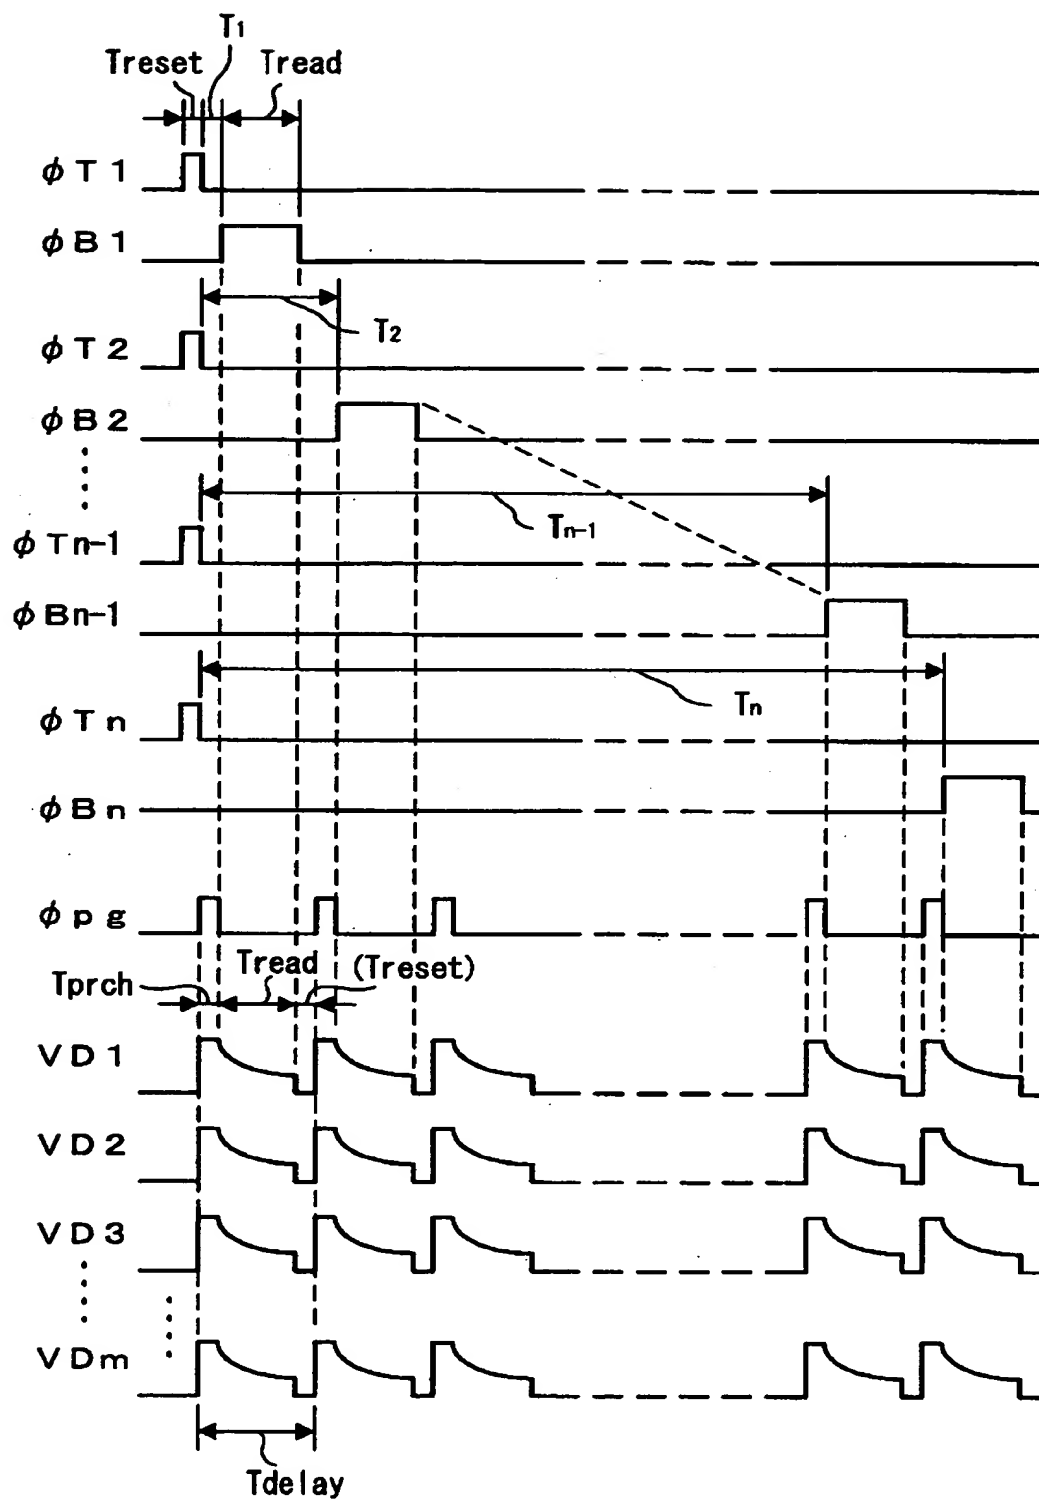 T1
Treset Tread
φT1
φB1
T2
φT2
φB2
Tn-1
φTn-1
φBn-1
Tn
φTn
φBn
φpg
Tprch Tread (Treset)
VD1
VD2
VD3
VDm
Tdelay